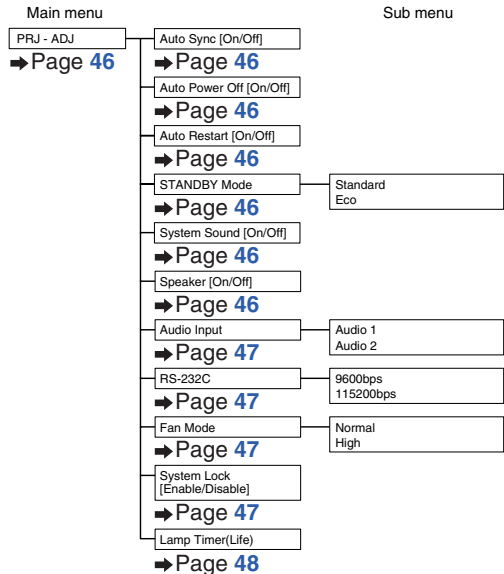 Main menu
Sub menu
PRJ - ADJ
➡Page 46
Auto Sync [On/Off]
➡Page 46
Auto Power Off [On/Off]
➡Page 46
Auto Restart [On/Off]
➡Page 46
STANDBY Mode
➡Page 46
Standard
Eco
System Sound [On/Off]
➡Page 46
Speaker [On/Off]
➡Page 46
Audio Input
➡Page 47
Audio 1
Audio 2
RS-232C
➡Page 47
9600bps
115200bps
Fan Mode
➡Page 47
Normal
High
System Lock
[Enable/Disable]
➡Page 47
Lamp Timer(Life)
➡Page 48